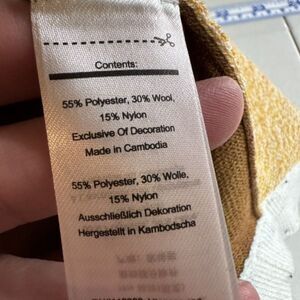 Contents:
55% Polyester, 30% Wool,
15% Nylon
Exclusive Of Decoration
Made in Cambodia
55% Polyester, 30% Wolle,
15% Nylon
Ausschließlich Dekoration
Hergestellt in Kambodscha